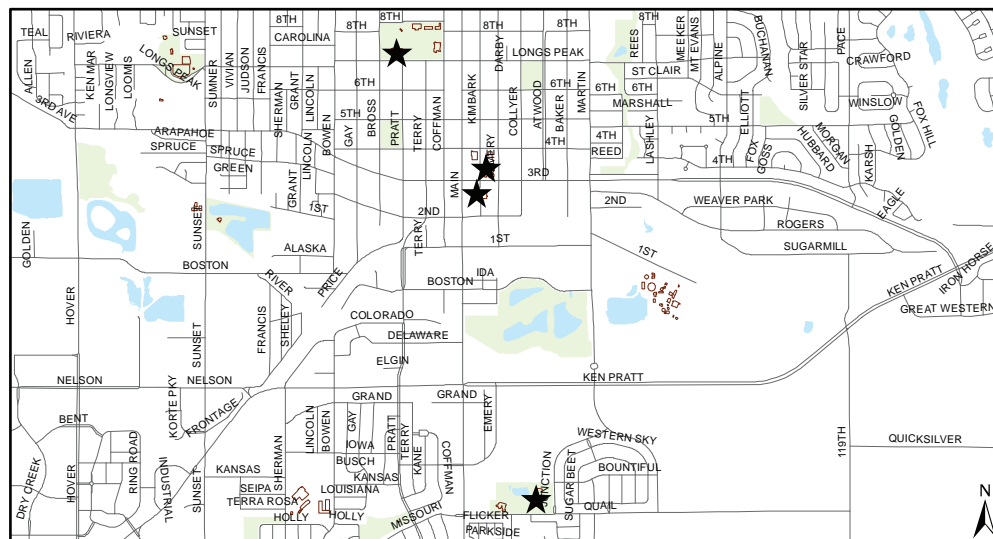 8TH
TEAL
RIVIERA
SUNSET
8TH
CAROLINA
8TH
8TH
8TH
8TH
DARBY
LONGS PEAK
REES
MEEKER
MT EVANS
ALPINE
BUCHANAN
SILVER STAR
PACE
CRAWFORD
ALLEN
KEN MAR
LONGVIEW
LOOMIS
LONGS PEAK
SUMNER
VIVIAN
JUDSON
FRANCIS
SHERMAN
GRANT
LINCOLN
6TH
KIMBARK
COLLYER
ATWOOD
6TH
BAKER
MARTIN
ST CLAIR
6TH
6TH
MARSHALL
WINSLOW
FOX HILL
GOLDEN
3RD AVE
5TH
BOWEN
GAY
BROSS
PRATT
TERRY
COFFMAN
5TH
ELLIOTT
ARAPAHOE
SPRUCE
SPRUCE
GREEN
GRANT
LINCOLN
4TH
4TH
REED
LASHLEY
4TH
FOX
GOSS
HUBBARD
MORGAN
KARSH
EAGLE
MAIN
EMERY
3RD
1ST
2ND
2ND
WEAVER PARK
ROGERS
SUGARMILL
GOLDEN
SUNSET
ALASKA
TERRY
1ST
1ST
BOSTON
RIVER
PRICE
BOSTON
IDA
KEN PRATT
IRON HORSE
GREAT WESTERN
HOVER
SUNSET
FRANCIS
SHELEY
COLORADO
DELAWARE
ELGIN
NELSON
NELSON
KEN PRATT
KORTE PKY
FRONTAGE
GRAND
GRAND
BENT
LINCOLN
BOWEN
GAY
PRATT
TERRY
EMERY
IOWA
BUSCH
KANE
COFFMAN
WESTERN SKY
119TH
QUICKSILVER
DRY CREEK
HOVER
RING ROAD
INDUSTRIAL
SUNSET
KANSAS
SHERMAN
KANSAS
SEIPA
LOUISIANA
TERRA ROSA
HOLLY
HOLLY
MISSOURI
FLICKER
PARKSIDE
JUNCTION
SUGAR BEET
BOUNTIFUL
QUAIL
N